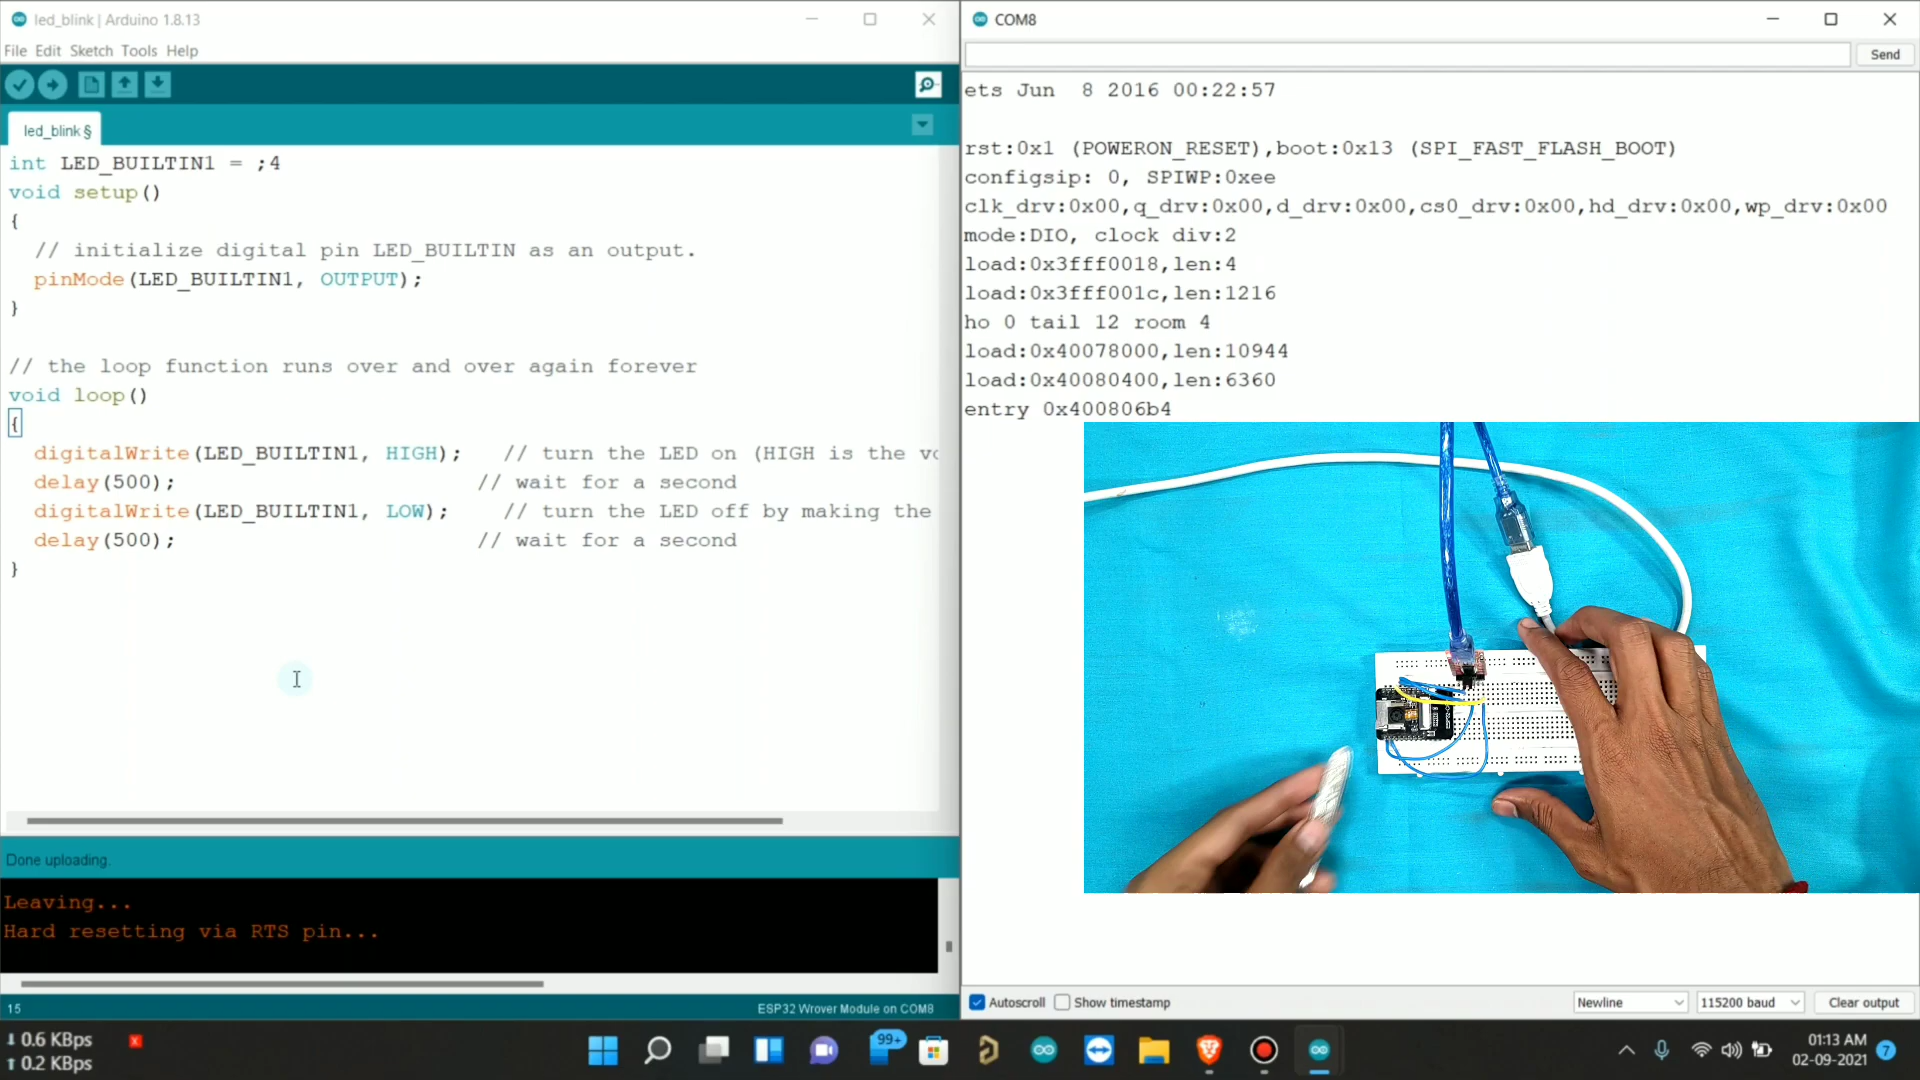 led_blink | Arduino 1.8.13
File Edit Sketch Tools Help
led_blink §
int LED_BUILTIN1 = ;4
void setup()
{
  // initialize digital pin LED_BUILTIN as an output.
  pinMode(LED_BUILTIN1, OUTPUT);
}
// the loop function runs over and over again forever
void loop()
{
  digitalWrite(LED_BUILTIN1, HIGH);   // turn the LED on (HIGH is the vo
  delay(500);                       // wait for a second
  digitalWrite(LED_BUILTIN1, LOW);    // turn the LED off by making the
  delay(500);                       // wait for a second
}
Done uploading.
Leaving...
Hard resetting via RTS pin...
15
ESP32 Wrover Module on COM8
COM8
Send
ets Jun  8 2016 00:22:57
rst:0x1 (POWERON_RESET),boot:0x13 (SPI_FAST_FLASH_BOOT)
configsip: 0, SPIWP:0xee
clk_drv:0x00,q_drv:0x00,d_drv:0x00,cs0_drv:0x00,hd_drv:0x00,wp_drv:0x00
mode:DIO, clock div:2
load:0x3fff0018,len:4
load:0x3fff001c,len:1216
ho 0 tail 12 room 4
load:0x40078000,len:10944
load:0x40080400,len:6360
entry 0x400806b4
Autoscroll Show timestamp
Newline
115200 baud
Clear output
0.6 KBps
0.2 KBps
x
99+
01:13 AM
02-09-2021
7